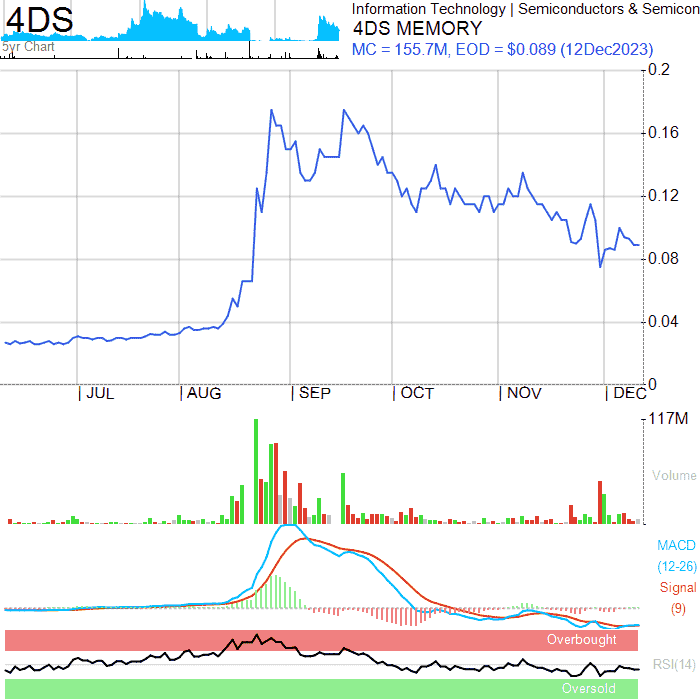 4DS
5yr Chart
Information Technology | Semiconductors & Semicon
4DS MEMORY
MC = 155.7M, EOD = $0.089 (12Dec2023)
0.2
0.16
0.12
0.08
0.04
0
| JUL
| AUG
| SEP
| OCT
| NOV
| DEC
117M
Volume
MACD
(12-26)
Signal
(9)
Overbought
RSI(14)
Oversold